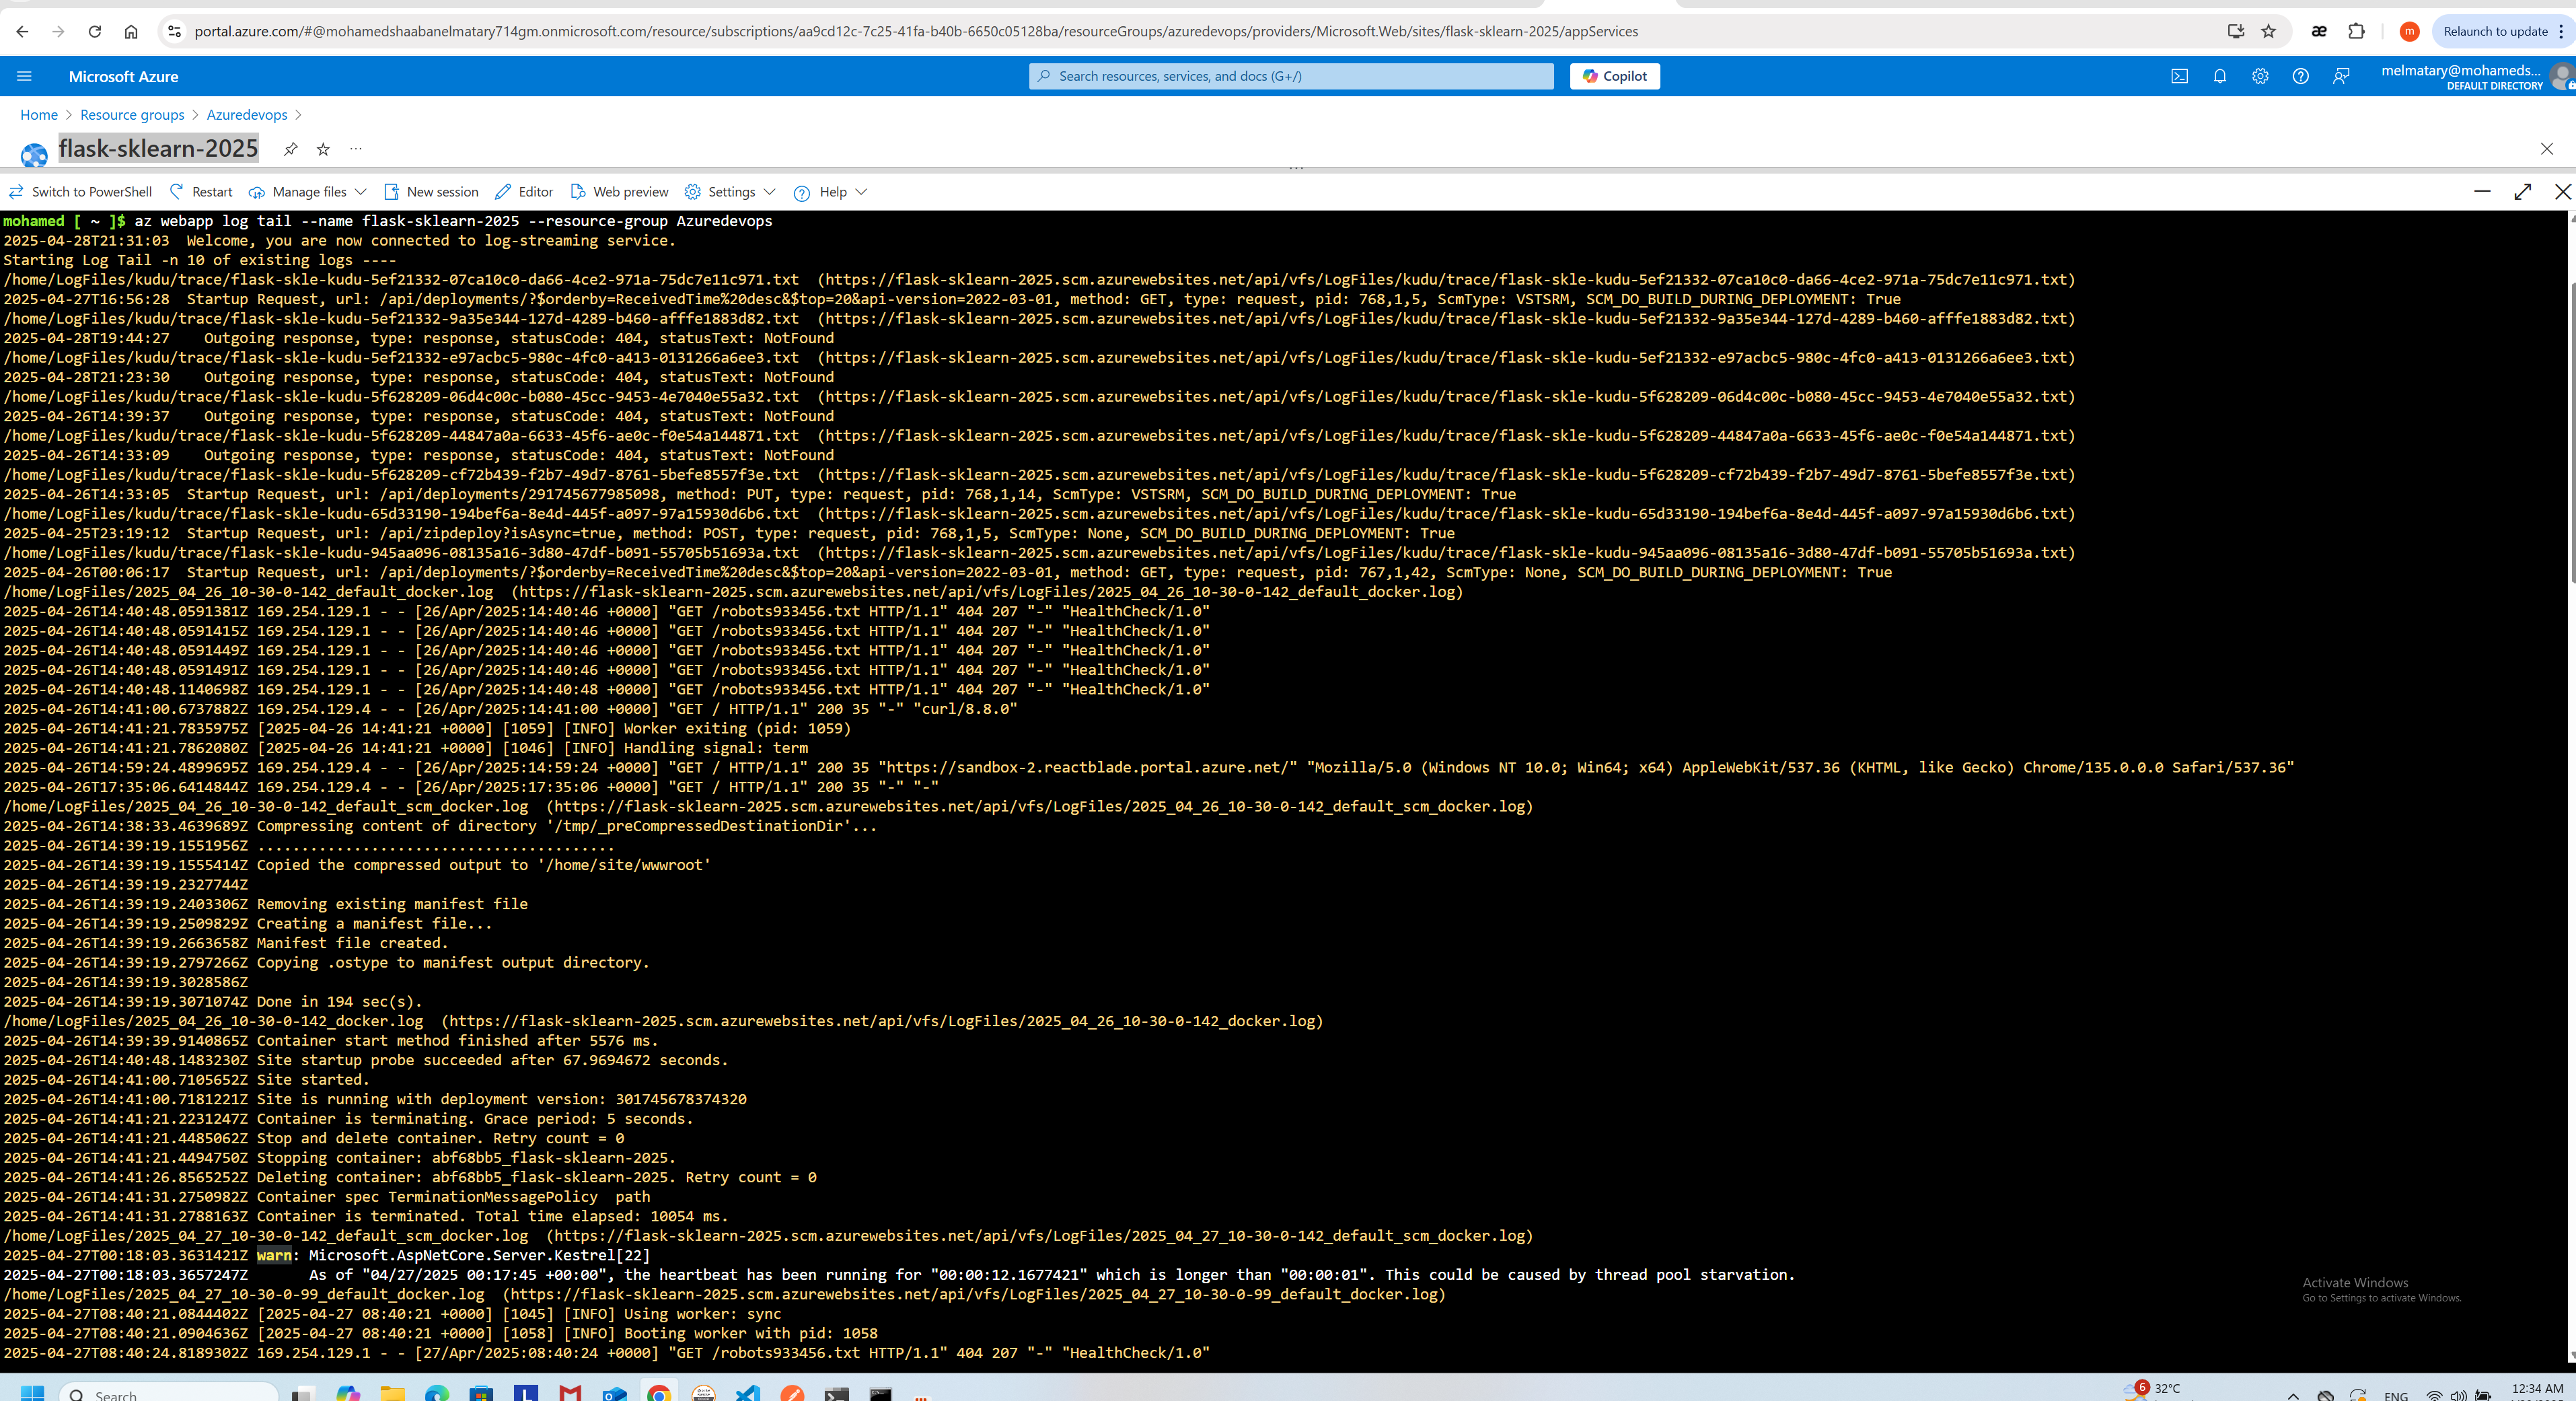 portal.azure.com/#@mohamedshaabanelmatary714gm.onmicrosoft.com/resource/subscriptions/aa9cd12c-7c25-41fa-b40b-6650c05128ba/resourceGroups/azuredevops/providers/Microsoft.Web/sites/flask-sklearn-2025/appServices
æ
m
Relaunch to update
Microsoft Azure
Search resources, services, and docs (G+/)
Copilot
melmatary@mohameds...
DEFAULT DIRECTORY
Home > Resource groups > Azuredevops >
flask-sklearn-2025
Switch to PowerShell Restart Manage files New session Editor Web preview Settings Help
mohamed [ ~ ]$ az webapp log tail --name flask-sklearn-2025 --resource-group Azuredevops
2025-04-28T21:31:03  Welcome, you are now connected to log-streaming service.
Starting Log Tail -n 10 of existing logs ----
/home/LogFiles/kudu/trace/flask-skle-kudu-5ef21332-07ca10c0-da66-4ce2-971a-75dc7e11c971.txt  (https://flask-sklearn-2025.scm.azurewebsites.net/api/vfs/LogFiles/kudu/trace/flask-skle-kudu-5ef21332-07ca10c0-da66-4ce2-971a-75dc7e11c971.txt)
2025-04-27T16:56:28  Startup Request, url: /api/deployments/?$orderby=ReceivedTime%20desc&$top=20&api-version=2022-03-01, method: GET, type: request, pid: 768,1,5, ScmType: VSTSRM, SCM_DO_BUILD_DURING_DEPLOYMENT: True
/home/LogFiles/kudu/trace/flask-skle-kudu-5ef21332-9a35e344-127d-4289-b460-afffe1883d82.txt  (https://flask-sklearn-2025.scm.azurewebsites.net/api/vfs/LogFiles/kudu/trace/flask-skle-kudu-5ef21332-9a35e344-127d-4289-b460-afffe1883d82.txt)
2025-04-28T19:44:27    Outgoing response, type: response, statusCode: 404, statusText: NotFound
/home/LogFiles/kudu/trace/flask-skle-kudu-5ef21332-e97acbc5-980c-4fc0-a413-0131266a6ee3.txt  (https://flask-sklearn-2025.scm.azurewebsites.net/api/vfs/LogFiles/kudu/trace/flask-skle-kudu-5ef21332-e97acbc5-980c-4fc0-a413-0131266a6ee3.txt)
2025-04-28T21:23:30    Outgoing response, type: response, statusCode: 404, statusText: NotFound
/home/LogFiles/kudu/trace/flask-skle-kudu-5f628209-06d4c00c-b080-45cc-9453-4e7040e55a32.txt  (https://flask-sklearn-2025.scm.azurewebsites.net/api/vfs/LogFiles/kudu/trace/flask-skle-kudu-5f628209-06d4c00c-b080-45cc-9453-4e7040e55a32.txt)
2025-04-26T14:39:37    Outgoing response, type: response, statusCode: 404, statusText: NotFound
/home/LogFiles/kudu/trace/flask-skle-kudu-5f628209-44847a0a-6633-45f6-ae0c-f0e54a144871.txt  (https://flask-sklearn-2025.scm.azurewebsites.net/api/vfs/LogFiles/kudu/trace/flask-skle-kudu-5f628209-44847a0a-6633-45f6-ae0c-f0e54a144871.txt)
2025-04-26T14:33:09    Outgoing response, type: response, statusCode: 404, statusText: NotFound
/home/LogFiles/kudu/trace/flask-skle-kudu-5f628209-cf72b439-f2b7-49d7-8761-5befe8557f3e.txt  (https://flask-sklearn-2025.scm.azurewebsites.net/api/vfs/LogFiles/kudu/trace/flask-skle-kudu-5f628209-cf72b439-f2b7-49d7-8761-5befe8557f3e.txt)
2025-04-26T14:33:05  Startup Request, url: /api/deployments/291745677985098, method: PUT, type: request, pid: 768,1,14, ScmType: VSTSRM, SCM_DO_BUILD_DURING_DEPLOYMENT: True
/home/LogFiles/kudu/trace/flask-skle-kudu-65d33190-194bef6a-8e4d-445f-a097-97a15930d6b6.txt  (https://flask-sklearn-2025.scm.azurewebsites.net/api/vfs/LogFiles/kudu/trace/flask-skle-kudu-65d33190-194bef6a-8e4d-445f-a097-97a15930d6b6.txt)
2025-04-25T23:19:12  Startup Request, url: /api/zipdeploy?isAsync=true, method: POST, type: request, pid: 768,1,5, ScmType: None, SCM_DO_BUILD_DURING_DEPLOYMENT: True
/home/LogFiles/kudu/trace/flask-skle-kudu-945aa096-08135a16-3d80-47df-b091-55705b51693a.txt  (https://flask-sklearn-2025.scm.azurewebsites.net/api/vfs/LogFiles/kudu/trace/flask-skle-kudu-945aa096-08135a16-3d80-47df-b091-55705b51693a.txt)
2025-04-26T00:06:17  Startup Request, url: /api/deployments/?$orderby=ReceivedTime%20desc&$top=20&api-version=2022-03-01, method: GET, type: request, pid: 767,1,42, ScmType: None, SCM_DO_BUILD_DURING_DEPLOYMENT: True
/home/LogFiles/2025_04_26_10-30-0-142_default_docker.log  (https://flask-sklearn-2025.scm.azurewebsites.net/api/vfs/LogFiles/2025_04_26_10-30-0-142_default_docker.log)
2025-04-26T14:40:48.0591381Z 169.254.129.1 - - [26/Apr/2025:14:40:46 +0000] "GET /robots933456.txt HTTP/1.1" 404 207 "-" "HealthCheck/1.0"
2025-04-26T14:40:48.0591415Z 169.254.129.1 - - [26/Apr/2025:14:40:46 +0000] "GET /robots933456.txt HTTP/1.1" 404 207 "-" "HealthCheck/1.0"
2025-04-26T14:40:48.0591449Z 169.254.129.1 - - [26/Apr/2025:14:40:46 +0000] "GET /robots933456.txt HTTP/1.1" 404 207 "-" "HealthCheck/1.0"
2025-04-26T14:40:48.0591491Z 169.254.129.1 - - [26/Apr/2025:14:40:46 +0000] "GET /robots933456.txt HTTP/1.1" 404 207 "-" "HealthCheck/1.0"
2025-04-26T14:40:48.1140698Z 169.254.129.1 - - [26/Apr/2025:14:40:48 +0000] "GET /robots933456.txt HTTP/1.1" 404 207 "-" "HealthCheck/1.0"
2025-04-26T14:41:00.6737882Z 169.254.129.4 - - [26/Apr/2025:14:41:00 +0000] "GET / HTTP/1.1" 200 35 "-" "curl/8.8.0"
2025-04-26T14:41:21.7835975Z [2025-04-26 14:41:21 +0000] [1059] [INFO] Worker exiting (pid: 1059)
2025-04-26T14:41:21.7862080Z [2025-04-26 14:41:21 +0000] [1046] [INFO] Handling signal: term
2025-04-26T14:59:24.4899695Z 169.254.129.4 - - [26/Apr/2025:14:59:24 +0000] "GET / HTTP/1.1" 200 35 "https://sandbox-2.reactblade.portal.azure.net/" "Mozilla/5.0 (Windows NT 10.0; Win64; x64) AppleWebKit/537.36 (KHTML, like Gecko) Chrome/135.0.0.0 Safari/537.36"
2025-04-26T17:35:06.6414844Z 169.254.129.4 - - [26/Apr/2025:17:35:06 +0000] "GET / HTTP/1.1" 200 35 "-" "-"
/home/LogFiles/2025_04_26_10-30-0-142_default_scm_docker.log  (https://flask-sklearn-2025.scm.azurewebsites.net/api/vfs/LogFiles/2025_04_26_10-30-0-142_default_scm_docker.log)
2025-04-26T14:38:33.4639689Z Compressing content of directory '/tmp/_preCompressedDestinationDir'...
2025-04-26T14:39:19.1551956Z .........................................
2025-04-26T14:39:19.1555414Z Copied the compressed output to '/home/site/wwwroot'
2025-04-26T14:39:19.2327744Z
2025-04-26T14:39:19.2403306Z Removing existing manifest file
2025-04-26T14:39:19.2509829Z Creating a manifest file...
2025-04-26T14:39:19.2663658Z Manifest file created.
2025-04-26T14:39:19.2797266Z Copying .ostype to manifest output directory.
2025-04-26T14:39:19.3028586Z
2025-04-26T14:39:19.3071074Z Done in 194 sec(s).
/home/LogFiles/2025_04_26_10-30-0-142_docker.log  (https://flask-sklearn-2025.scm.azurewebsites.net/api/vfs/LogFiles/2025_04_26_10-30-0-142_docker.log)
2025-04-26T14:39:39.9140865Z Container start method finished after 5576 ms.
2025-04-26T14:40:48.1483230Z Site startup probe succeeded after 67.9694672 seconds.
2025-04-26T14:41:00.7105652Z Site started.
2025-04-26T14:41:00.7181221Z Site is running with deployment version: 301745678374320
2025-04-26T14:41:21.2231247Z Container is terminating. Grace period: 5 seconds.
2025-04-26T14:41:21.4485062Z Stop and delete container. Retry count = 0
2025-04-26T14:41:21.4494750Z Stopping container: abf68bb5_flask-sklearn-2025.
2025-04-26T14:41:26.8565252Z Deleting container: abf68bb5_flask-sklearn-2025. Retry count = 0
2025-04-26T14:41:31.2750982Z Container spec TerminationMessagePolicy  path
2025-04-26T14:41:31.2788163Z Container is terminated. Total time elapsed: 10054 ms.
/home/LogFiles/2025_04_27_10-30-0-142_default_scm_docker.log  (https://flask-sklearn-2025.scm.azurewebsites.net/api/vfs/LogFiles/2025_04_27_10-30-0-142_default_scm_docker.log)
2025-04-27T00:18:03.3631421Z warn: Microsoft.AspNetCore.Server.Kestrel[22]
2025-04-27T00:18:03.3657247Z       As of "04/27/2025 00:17:45 +00:00", the heartbeat has been running for "00:00:12.1677421" which is longer than "00:00:01". This could be caused by thread pool starvation.
/home/LogFiles/2025_04_27_10-30-0-99_default_docker.log  (https://flask-sklearn-2025.scm.azurewebsites.net/api/vfs/LogFiles/2025_04_27_10-30-0-99_default_docker.log)
2025-04-27T08:40:21.0844402Z [2025-04-27 08:40:21 +0000] [1045] [INFO] Using worker: sync
2025-04-27T08:40:21.0904636Z [2025-04-27 08:40:21 +0000] [1058] [INFO] Booting worker with pid: 1058
2025-04-27T08:40:24.8189302Z 169.254.129.1 - - [27/Apr/2025:08:40:24 +0000] "GET /robots933456.txt HTTP/1.1" 404 207 "-" "HealthCheck/1.0"
Activate Windows
Go to Settings to activate Windows.
Search
6
32°C
ENG
12:34 AM